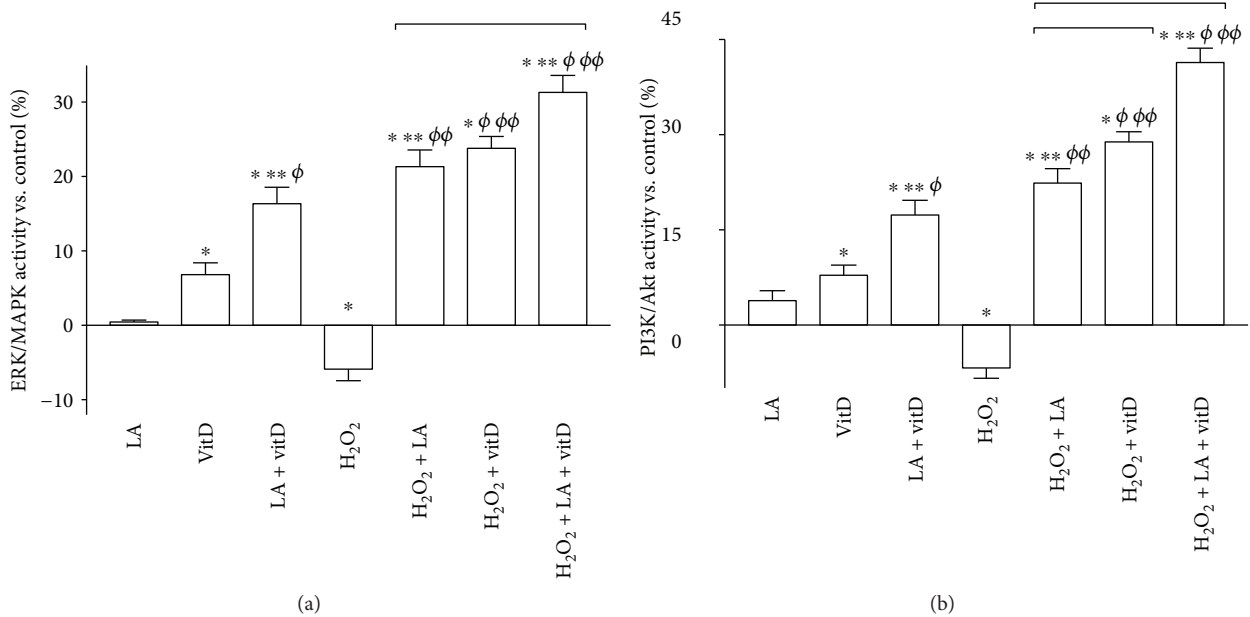 ERK/MAPK activity vs. control (%)
30
20
10
0
−10
*
* ** ϕ
*
* ** ϕϕ
* ϕ ϕϕ
* ** ϕ ϕϕ
LA
VitD
LA + vitD
H₂O₂
H₂O₂ + LA
H₂O₂ + vitD
H₂O₂ + LA + vitD
(a)
PI3K/Akt activity vs. control (%)
45
30
15
0
*
* ** ϕ
*
* ** ϕϕ
* ϕ ϕϕ
* ** ϕ ϕϕ
LA
VitD
LA + vitD
H₂O₂
H₂O₂ + LA
H₂O₂ + vitD
H₂O₂ + LA + vitD
(b)